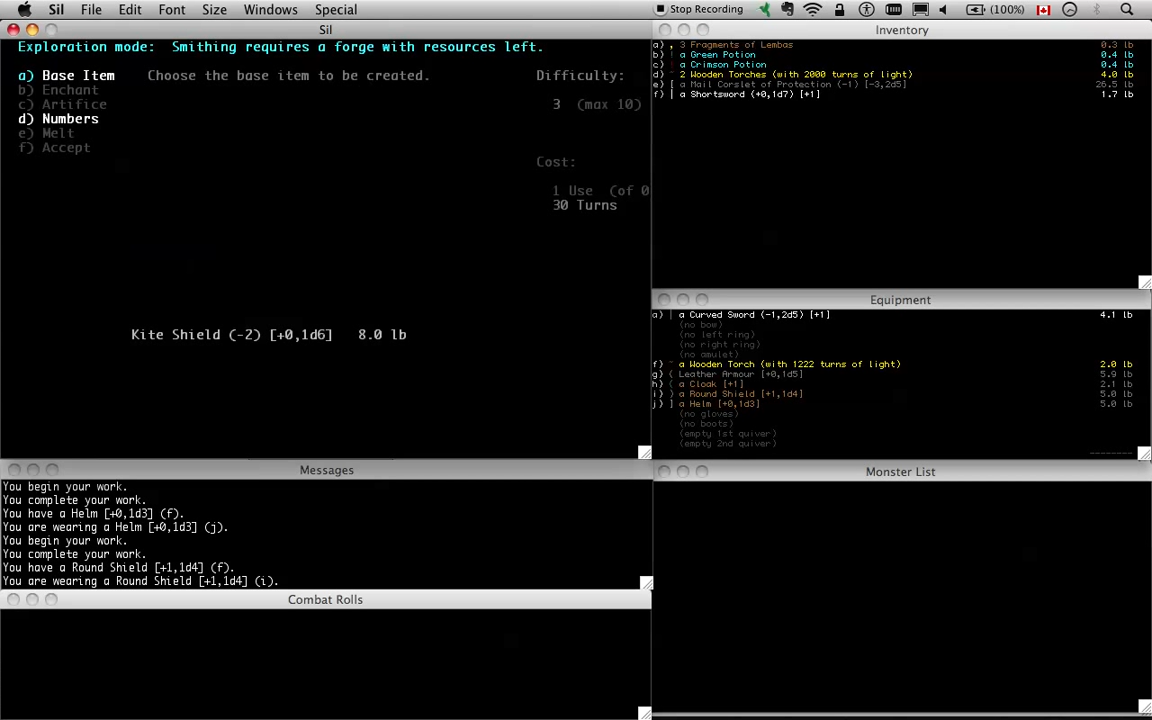 Sil File Edit Font Size Windows Special
Stop Recording (100%)
Sil
Exploration mode: Smithing requires a forge with resources left.
a) Base Item Choose the base item to be created. Difficulty:
b) Enchant
c) Artifice 3 (max 10)
d) Numbers
e) Melt
f) Accept
Cost:
1 Use (of 0
30 Turns
Kite Shield (-2) [+0,1d6] 8.0 lb
Inventory
a) , 3 Fragments of Lembas 0.3 lb
b) ! a Green Potion 0.4 lb
c) ! a Crimson Potion 0.4 lb
d) ~ 2 Wooden Torches (with 2000 turns of light) 4.0 lb
e) [ a Mail Corslet of Protection (-1) [-3,2d5] 26.5 lb
f) | a Shortsword (+0,1d7) [+1] 1.7 lb
Equipment
a) | a Curved Sword (-1,2d5) [+1] 4.1 lb
(no bow)
(no left ring)
(no right ring)
(no amulet)
f) ~ a Wooden Torch (with 1222 turns of light) 2.0 lb
g) ( Leather Armour [+0,1d5] 5.9 lb
h) ( a Cloak [+1] 2.1 lb
i) ) a Round Shield [+1,1d4] 5.0 lb
j) ] a Helm [+0,1d3] 5.0 lb
(no gloves)
(no boots)
(empty 1st quiver)
(empty 2nd quiver)
Messages
You begin your work.
You complete your work.
You have a Helm [+0,1d3] (f).
You are wearing a Helm [+0,1d3] (j).
You begin your work.
You complete your work.
You have a Round Shield [+1,1d4] (f).
You are wearing a Round Shield [+1,1d4] (i).
Monster List
Combat Rolls